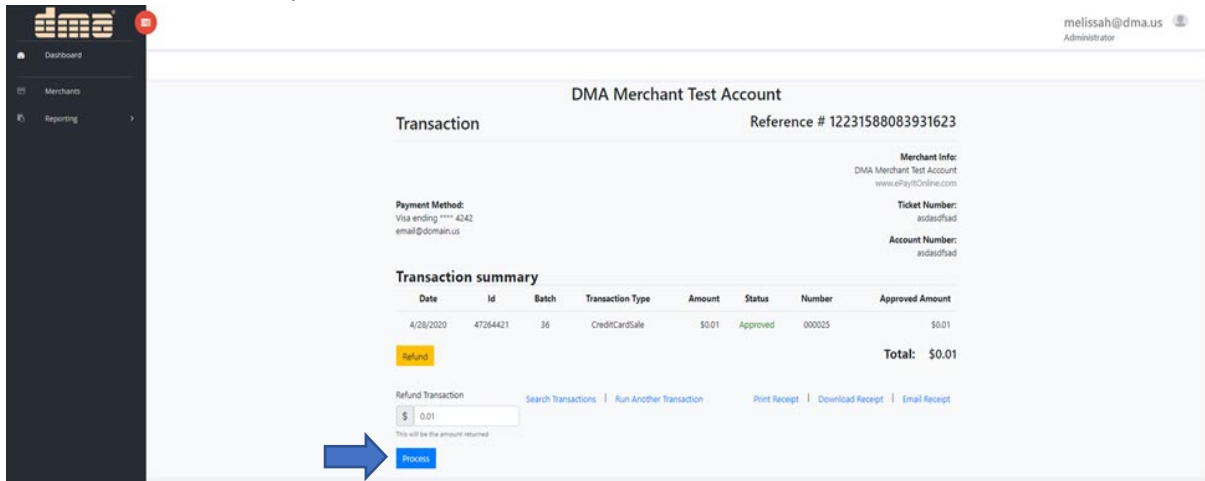 dma
melissah@dma.us
Administrator
Dashboard
Merchants
Reporting
DMA Merchant Test Account
Transaction
Reference # 12231588083931623
Merchant Info:
DMA Merchant Test Account
www.ePayItOnline.com
Payment Method:
Visa ending **** 4242
email@domain.us
Ticket Number:
asdasdfsad
Account Number:
asdasdfsad
Transaction summary
Date Id Batch Transaction Type Amount Status Number Approved Amount
4/28/2020 47264421 36 CreditCardSale $0.01 Approved 000025 $0.01
Refund
Total: $0.01
Refund Transaction
Search Transactions | Run Another Transaction
Print Receipt | Download Receipt | Email Receipt
$ 0.01
This will be the amount returned
Process